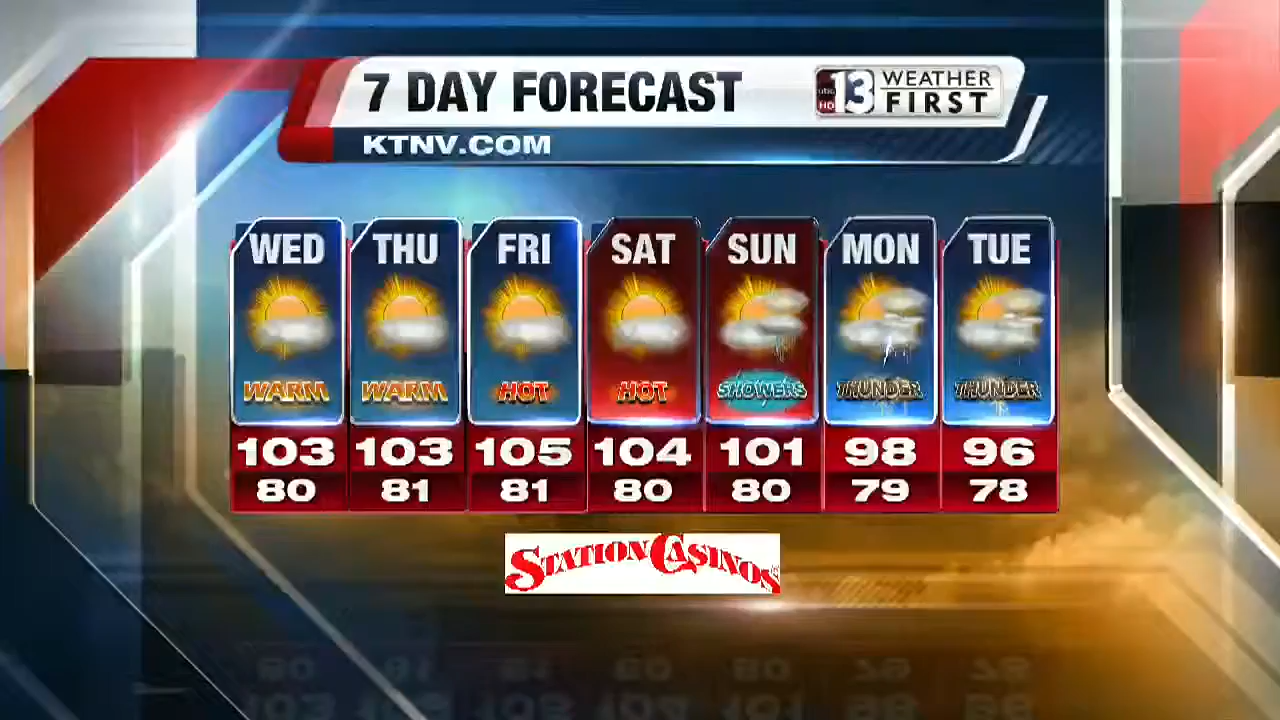 7 DAY FORECAST
abc HD 13 WEATHER FIRST
KTNV.COM
WED THU FRI SAT SUN MON TUE
WARM WARM HOT HOT SHOWERS THUNDER THUNDER
103 103 105 104 101 98 96
80 81 81 80 80 79 78
STATION CASINOS